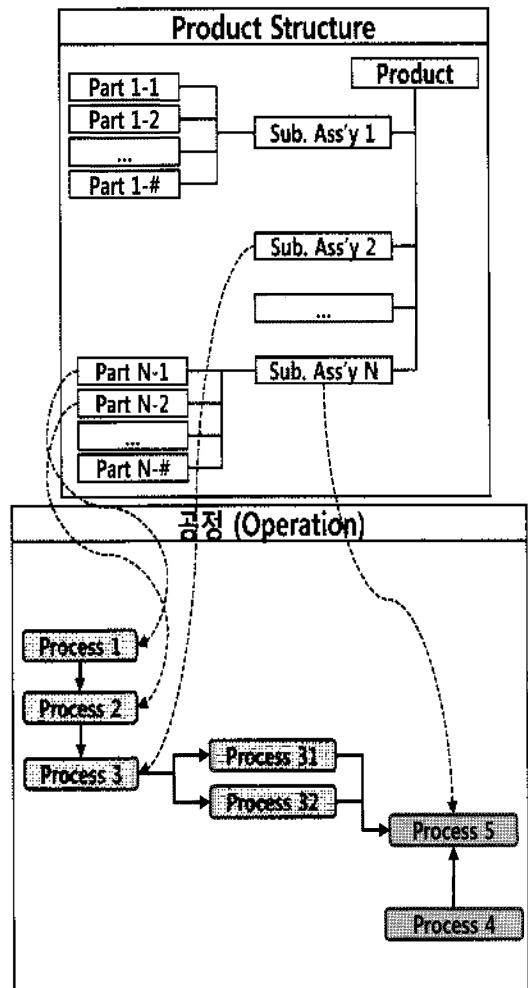 Product Structure
Product
Part 1-1
Part 1-2
...
Part 1-#
Sub. Ass'y 1
Sub. Ass'y 2
...
Sub. Ass'y N
Part N-1
Part N-2
...
Part N-#
공정 (Operation)
Process 1
Process 2
Process 3
Process 31
Process 32
Process 5
Process 4